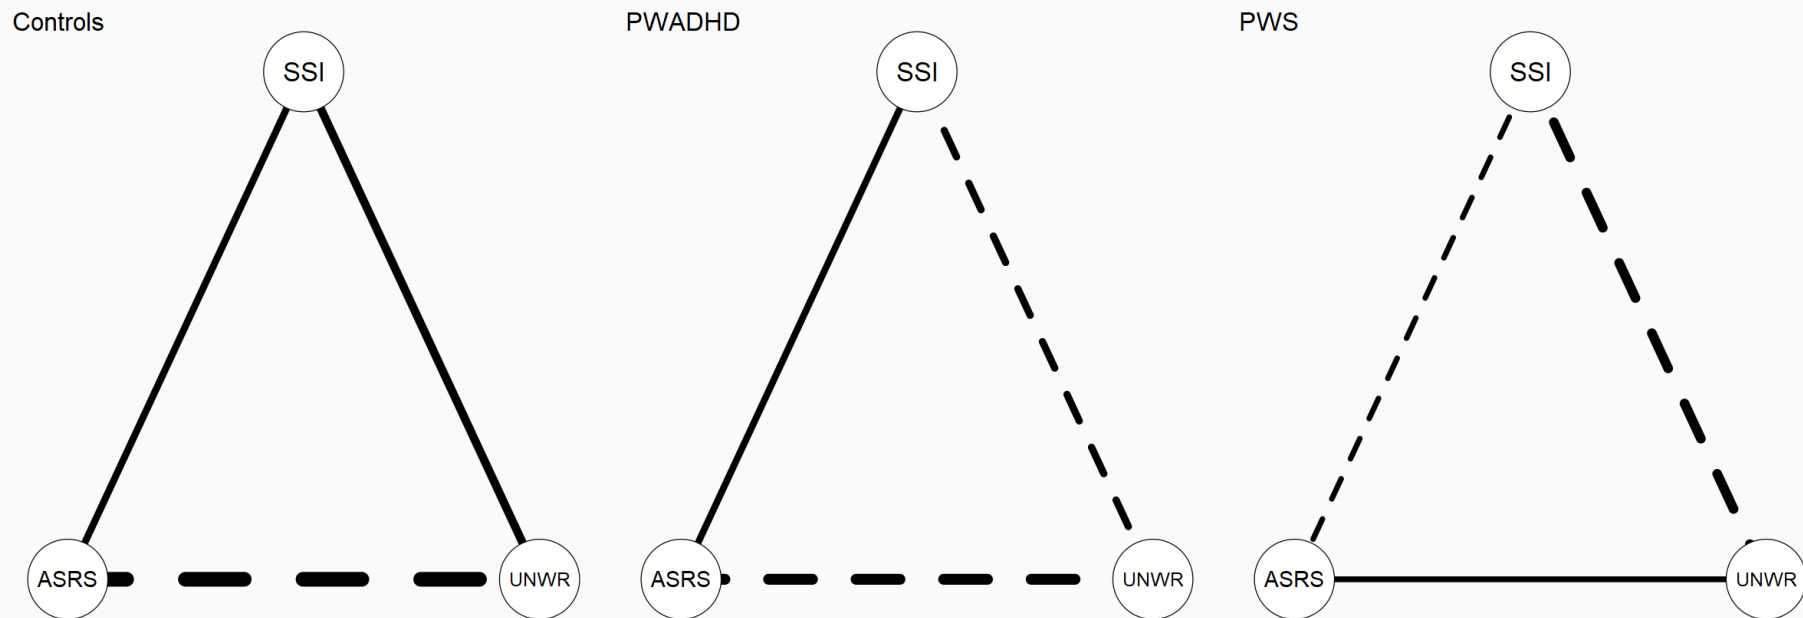 Controls
SSI
ASRS
UNWR
PWADHD
SSI
ASRS
UNWR
PWS
SSI
ASRS
UNWR